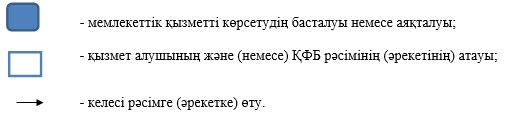 - мемлекеттік қызметті көрсетудің басталуы немесе аяқталуы;
- қызмет алушының және (немесе) ҚФБ рәсімінің (әрекетінің) атауы;
- келесі рәсімге (әрекетке) өту.